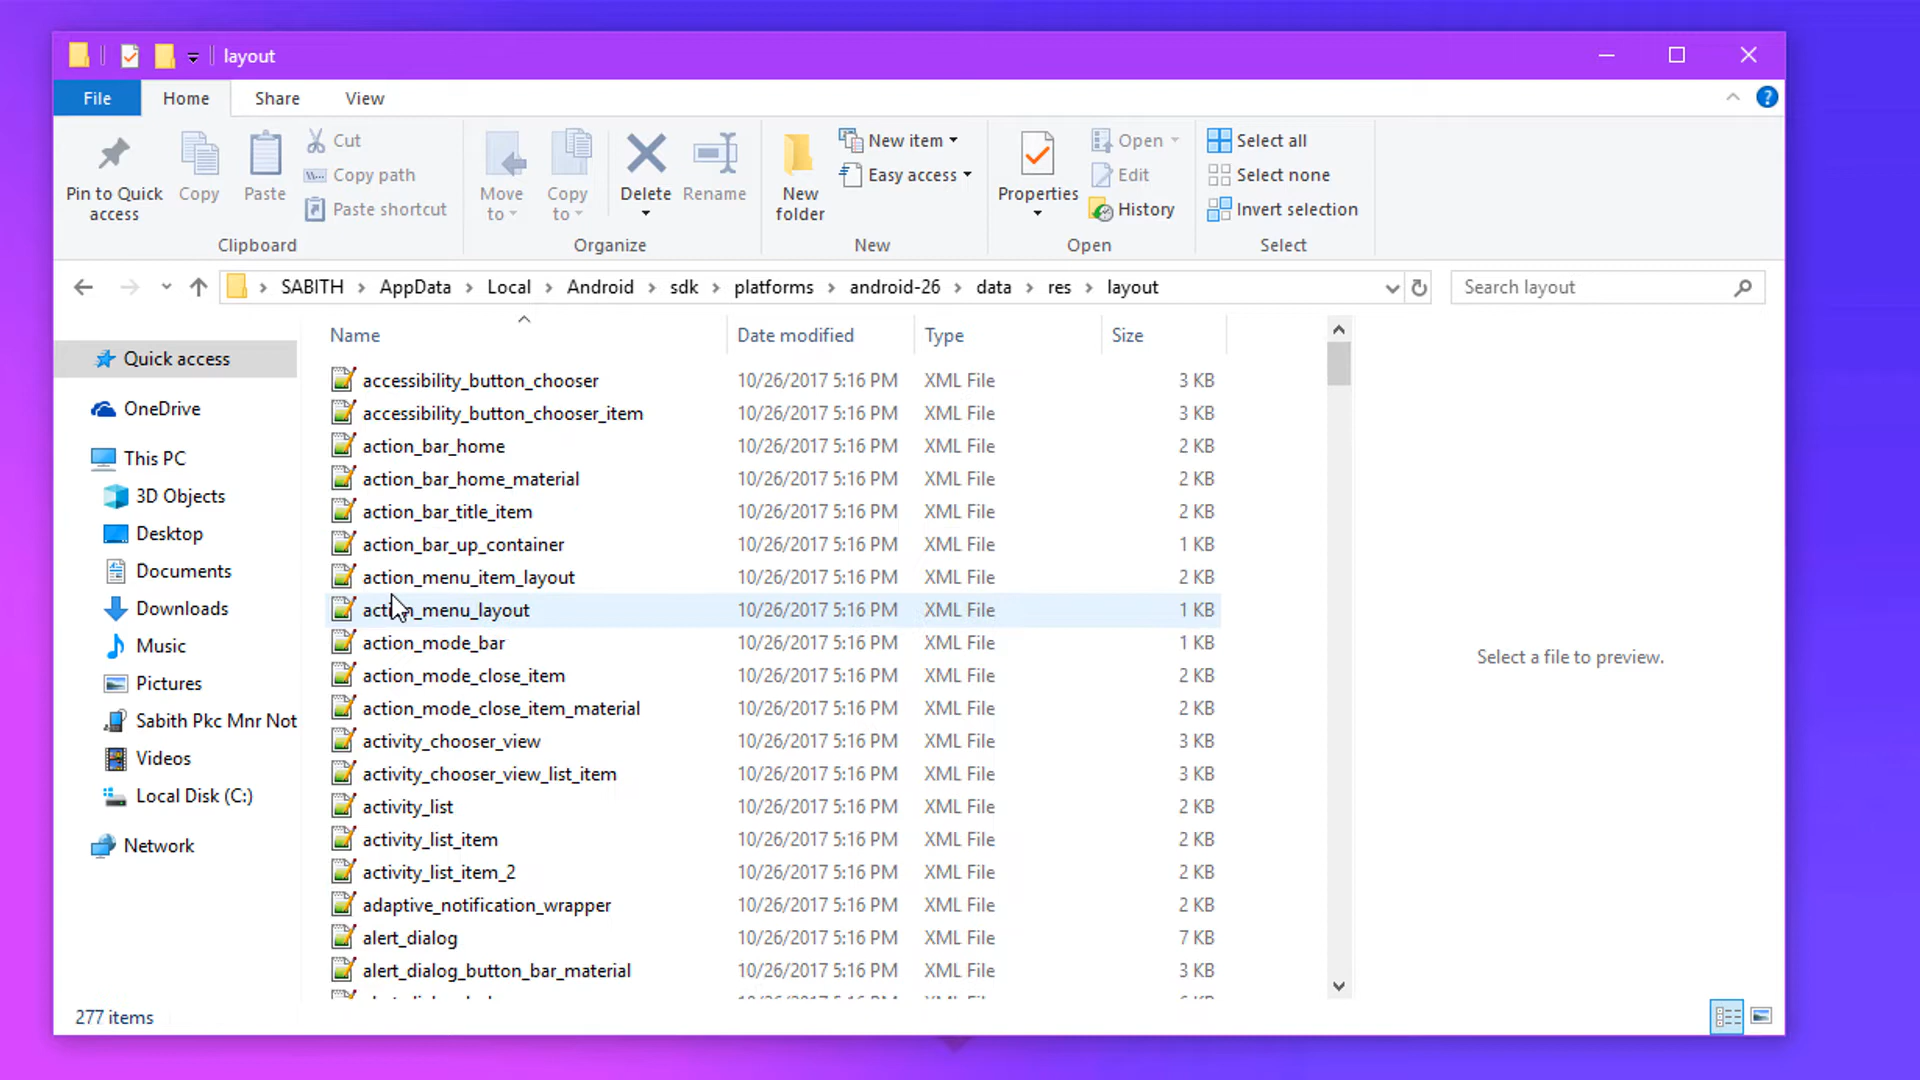 layout
File Home Share View
Pin to Quick access
Copy
Paste
Cut
Copy path
Paste shortcut
Clipboard
Move to
Copy to
Delete
Rename
Organize
New folder
New item
Easy access
New
Properties
Open
Edit
History
Open
Select all
Select none
Invert selection
Select
SABITH > AppData > Local > Android > sdk > platforms > android-26 > data > res > layout
Search layout
Quick access
OneDrive
This PC
3D Objects
Desktop
Documents
Downloads
Music
Pictures
Sabith Pkc Mnr Not
Videos
Local Disk (C:)
Network
Name Date modified Type Size
accessibility_button_chooser 10/26/2017 5:16 PM XML File 3 KB
accessibility_button_chooser_item 10/26/2017 5:16 PM XML File 3 KB
action_bar_home 10/26/2017 5:16 PM XML File 2 KB
action_bar_home_material 10/26/2017 5:16 PM XML File 2 KB
action_bar_title_item 10/26/2017 5:16 PM XML File 2 KB
action_bar_up_container 10/26/2017 5:16 PM XML File 1 KB
action_menu_item_layout 10/26/2017 5:16 PM XML File 2 KB
action_menu_layout 10/26/2017 5:16 PM XML File 1 KB
action_mode_bar 10/26/2017 5:16 PM XML File 1 KB
action_mode_close_item 10/26/2017 5:16 PM XML File 2 KB
action_mode_close_item_material 10/26/2017 5:16 PM XML File 2 KB
activity_chooser_view 10/26/2017 5:16 PM XML File 3 KB
activity_chooser_view_list_item 10/26/2017 5:16 PM XML File 3 KB
activity_list 10/26/2017 5:16 PM XML File 2 KB
activity_list_item 10/26/2017 5:16 PM XML File 2 KB
activity_list_item_2 10/26/2017 5:16 PM XML File 2 KB
adaptive_notification_wrapper 10/26/2017 5:16 PM XML File 2 KB
alert_dialog 10/26/2017 5:16 PM XML File 7 KB
alert_dialog_button_bar_material 10/26/2017 5:16 PM XML File 3 KB
Select a file to preview.
277 items